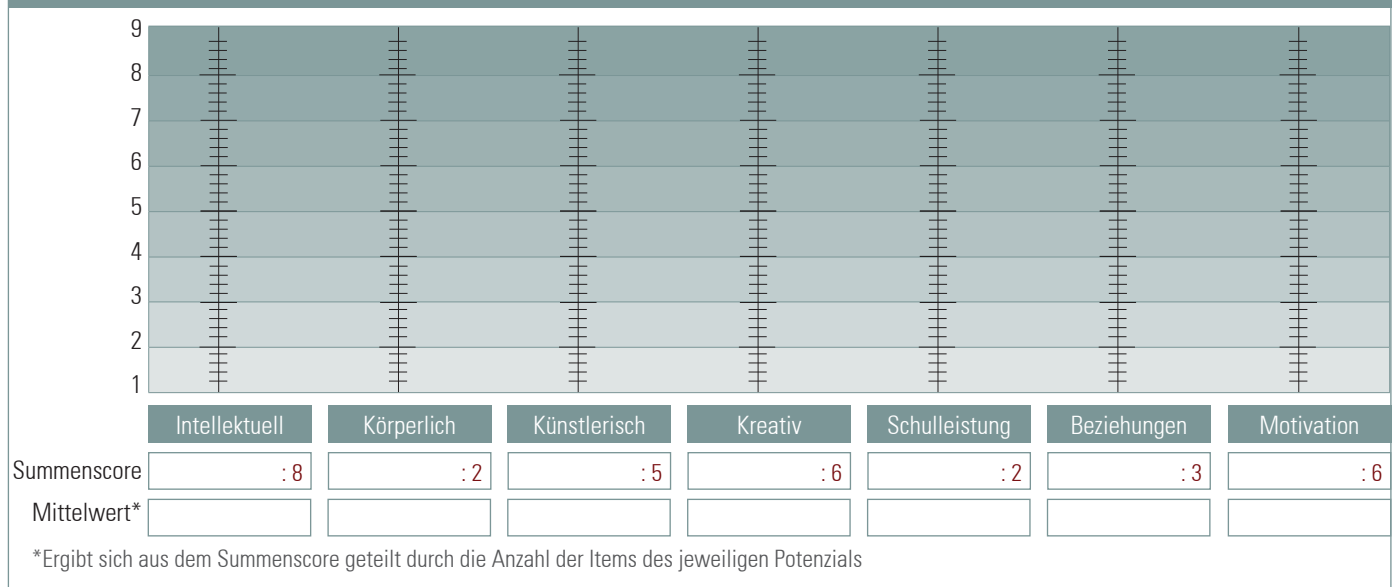 9
8
7
6
5
4
3
2
1
Intellektuell Körperlich Künstlerisch Kreativ Schulleistung Beziehungen Motivation
Summenscore : 8 : 2 : 5 : 6 : 2 : 3 : 6
Mittelwert*
*Ergibt sich aus dem Summenscore geteilt durch die Anzahl der Items des jeweiligen Potenzials